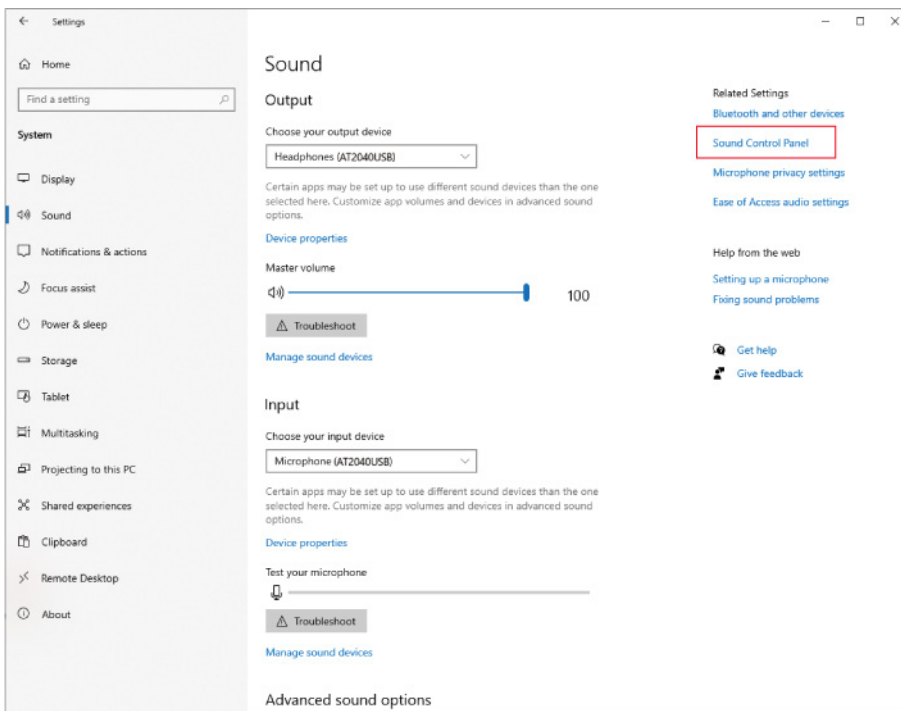 Settings
Home
Find a setting
System
Display
Sound
Notifications & actions
Focus assist
Power & sleep
Storage
Tablet
Multitasking
Projecting to this PC
Shared experiences
Clipboard
Remote Desktop
About
Sound
Output
Choose your output device
Headphones (AT2040USB)
Certain apps may be set up to use different sound devices than the one
selected here. Customize app volumes and devices in advanced sound
options.
Device properties
Master volume
100
Troubleshoot
Manage sound devices
Input
Choose your input device
Microphone (AT2040USB)
Certain apps may be set up to use different sound devices than the one
selected here. Customize app volumes and devices in advanced sound
options.
Device properties
Test your microphone
Troubleshoot
Manage sound devices
Advanced sound options
Related Settings
Bluetooth and other devices
Sound Control Panel
Microphone privacy settings
Ease of Access audio settings
Help from the web
Setting up a microphone
Fixing sound problems
Get help
Give feedback